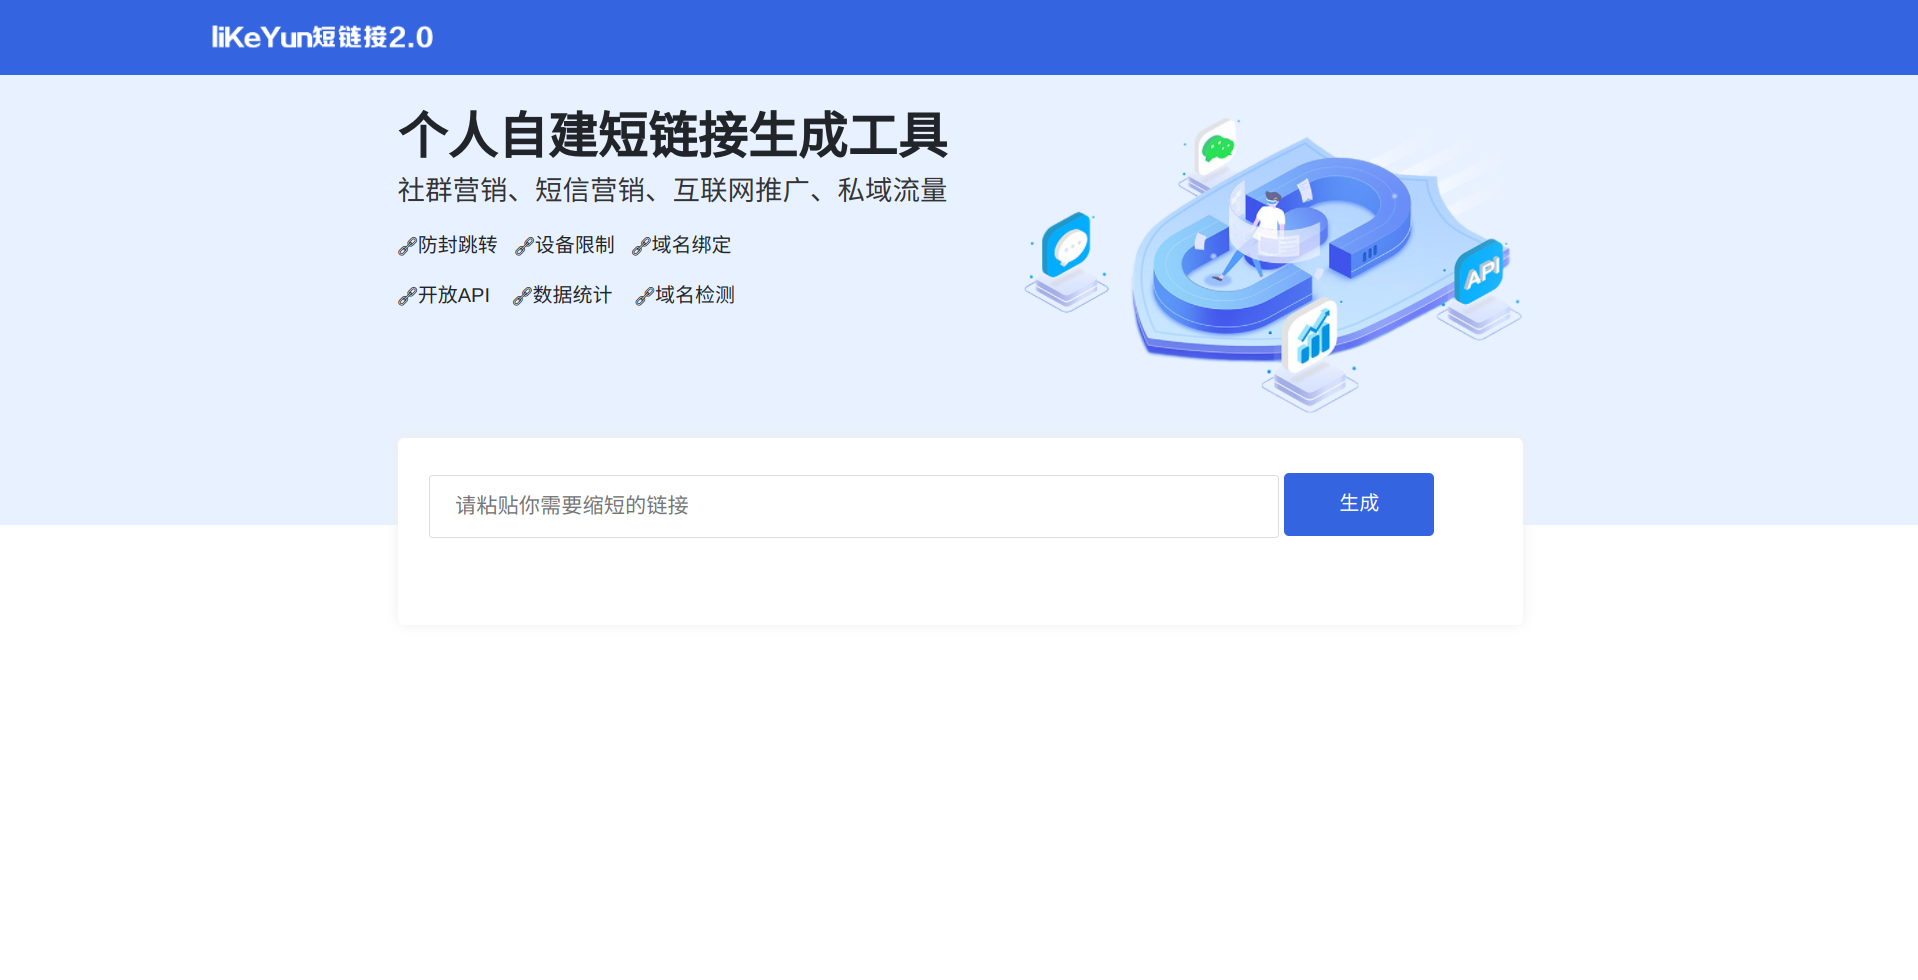 liKeYun短链接2.0
个人自建短链接生成工具
社群营销、短信营销、互联网推广、私域流量
🔗防封跳转 🔗设备限制 🔗域名绑定
🔗开放API 🔗数据统计 🔗域名检测
API
请粘贴你需要缩短的链接 生成